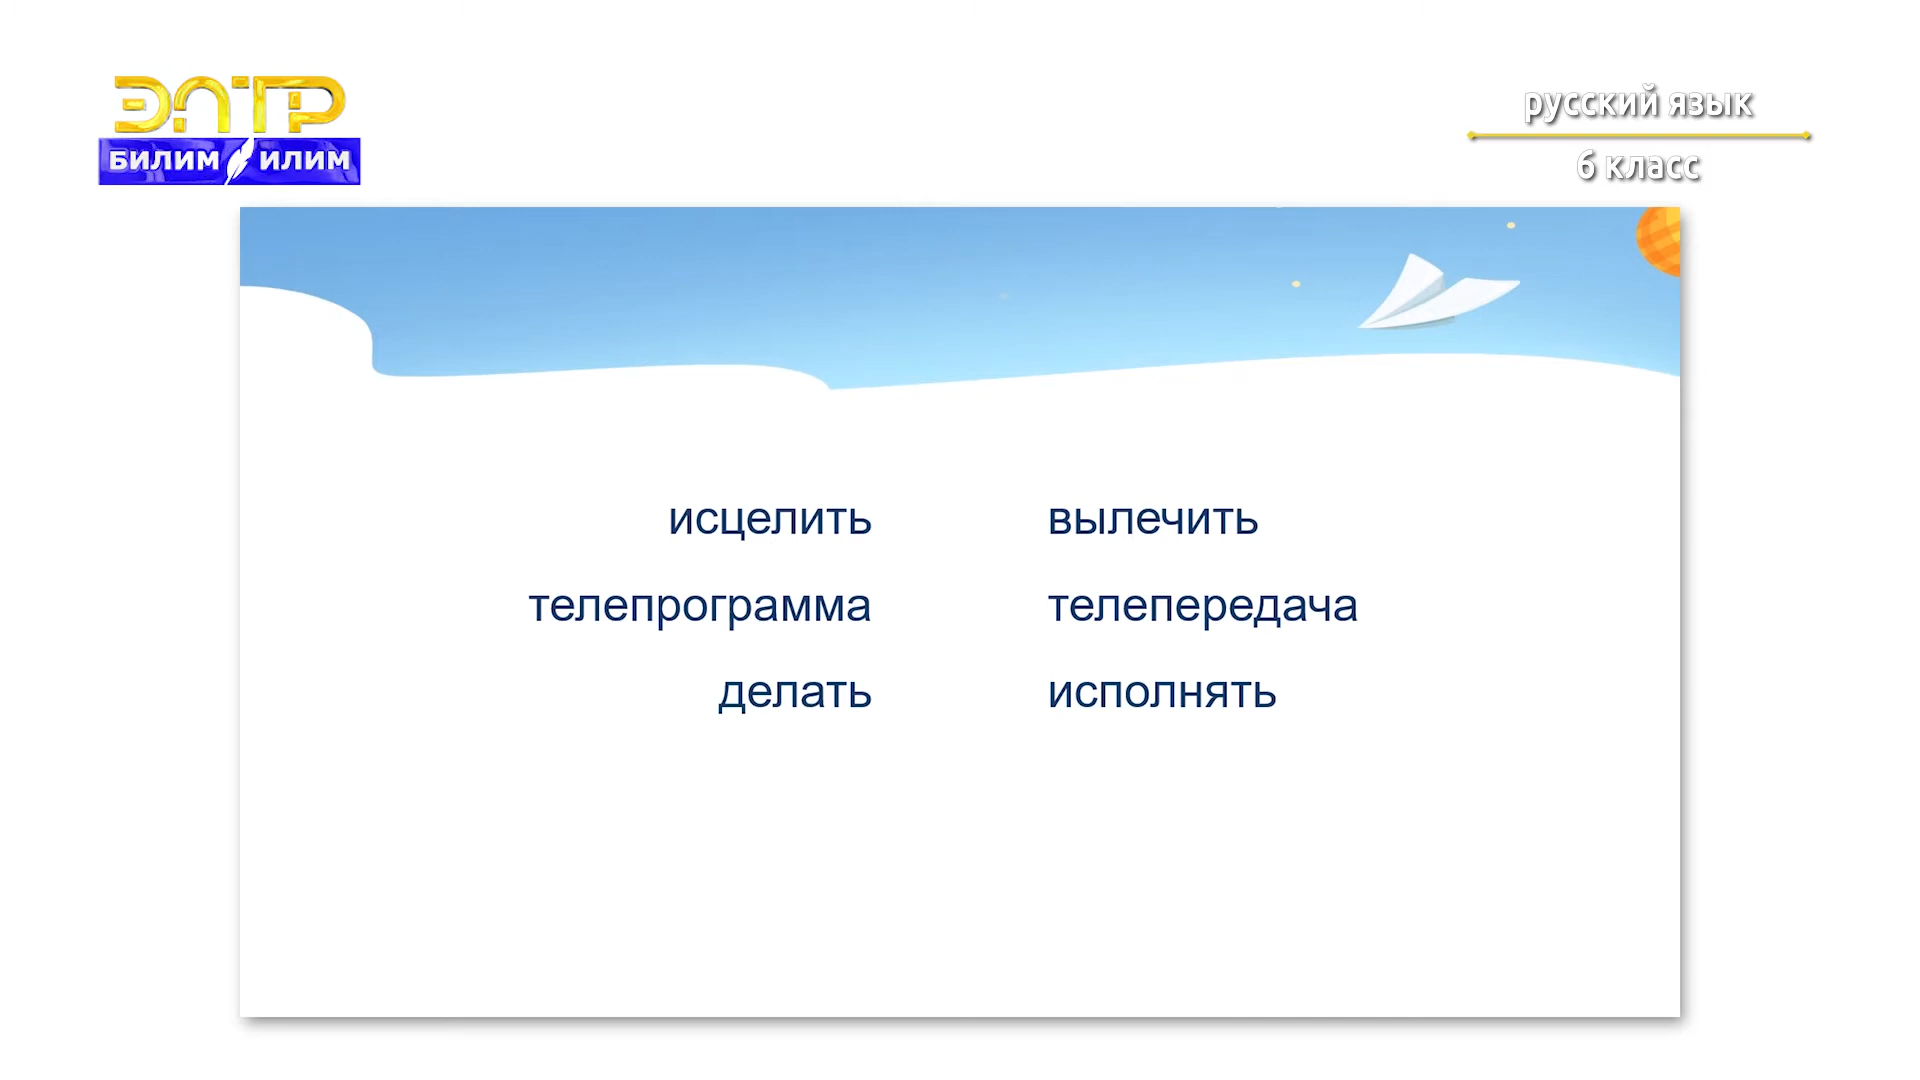 ЭЛТР
БИЛИМ ИЛИМ
русский язык
6 класс
исцелить вылечить
телепрограмма телепередача
делать исполнять